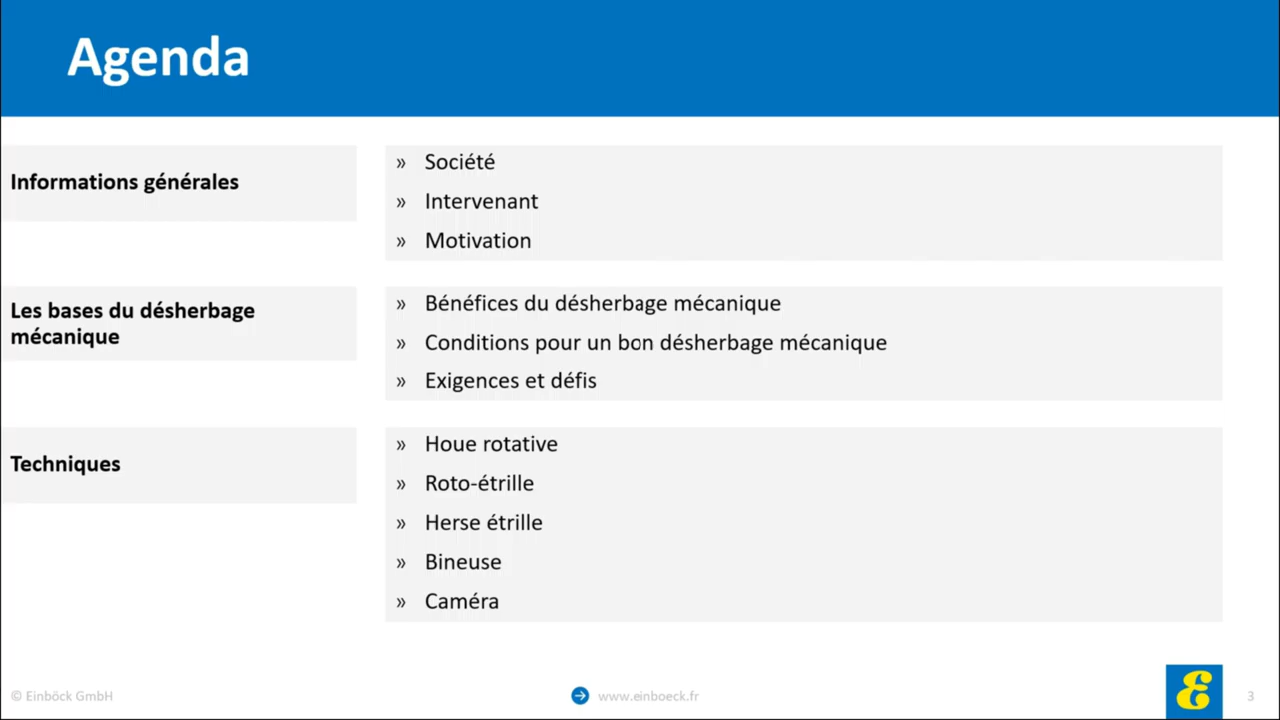 Agenda
Informations générales
» Société
» Intervenant
» Motivation
Les bases du désherbage
mécanique
» Bénéfices du désherbage mécanique
» Conditions pour un bon désherbage mécanique
» Exigences et défis
Techniques
» Houe rotative
» Roto-étrille
» Herse étrille
» Bineuse
» Caméra
© Einböck GmbH
www.einboeck.fr
E
3